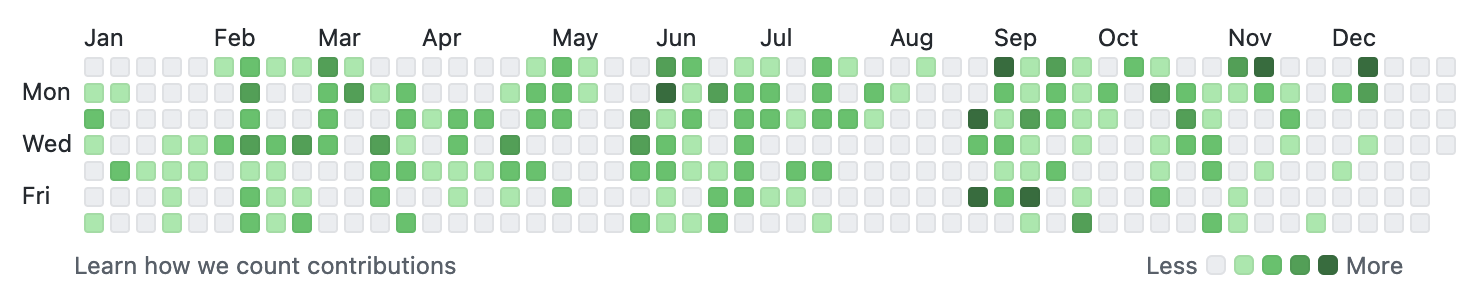 Jan Feb Mar Apr May Jun Jul Aug Sep Oct Nov Dec
Mon
Wed
Fri
Learn how we count contributions Less More